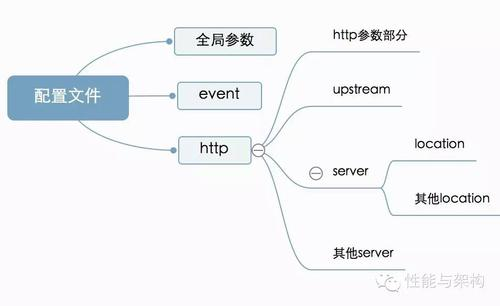 配置文件
全局参数
event
http
http参数部分
upstream
server
location
其他location
其他server
性能与架构